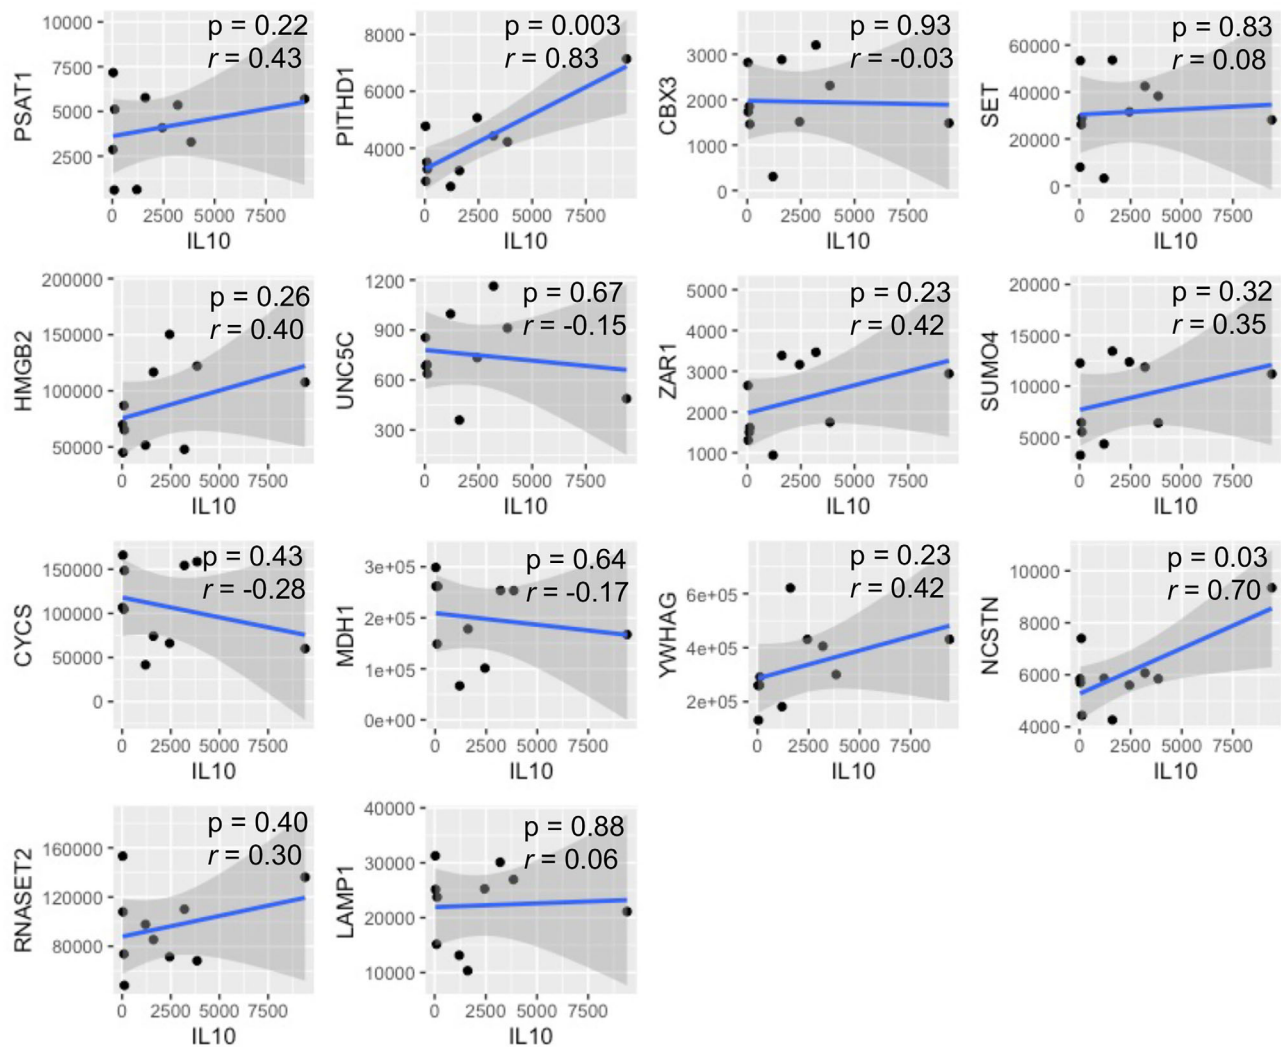 PSAT1
10000
7500
5000
2500
0 2500 5000 7500
IL10
p = 0.22
r = 0.43
PITHD1
8000
6000
4000
0 2500 5000 7500
IL10
p = 0.003
r = 0.83
CBX3
3000
2000
1000
0
0 2500 5000 7500
IL10
p = 0.93
r = -0.03
SET
60000
40000
20000
0
0 2500 5000 7500
IL10
p = 0.83
r = 0.08
HMGB2
200000
150000
100000
50000
0 2500 5000 7500
IL10
p = 0.26
r = 0.40
UNC5C
1200
900
600
300
0 2500 5000 7500
IL10
p = 0.67
r = -0.15
ZAR1
5000
4000
3000
2000
1000
0 2500 5000 7500
IL10
p = 0.23
r = 0.42
SUMO4
20000
15000
10000
5000
0 2500 5000 7500
IL10
p = 0.32
r = 0.35
CYCS
150000
100000
50000
0
0 2500 5000 7500
IL10
p = 0.43
r = -0.28
MDH1
3e+05
2e+05
1e+05
0e+00
0 2500 5000 7500
IL10
p = 0.64
r = -0.17
YWHAG
6e+05
4e+05
2e+05
0 2500 5000 7500
IL10
p = 0.23
r = 0.42
NCSTN
10000
8000
6000
4000
0 2500 5000 7500
IL10
p = 0.03
r = 0.70
RNASET2
160000
120000
80000
0 2500 5000 7500
IL10
p = 0.40
r = 0.30
LAMP1
40000
30000
20000
10000
0 2500 5000 7500
IL10
p = 0.88
r = 0.06